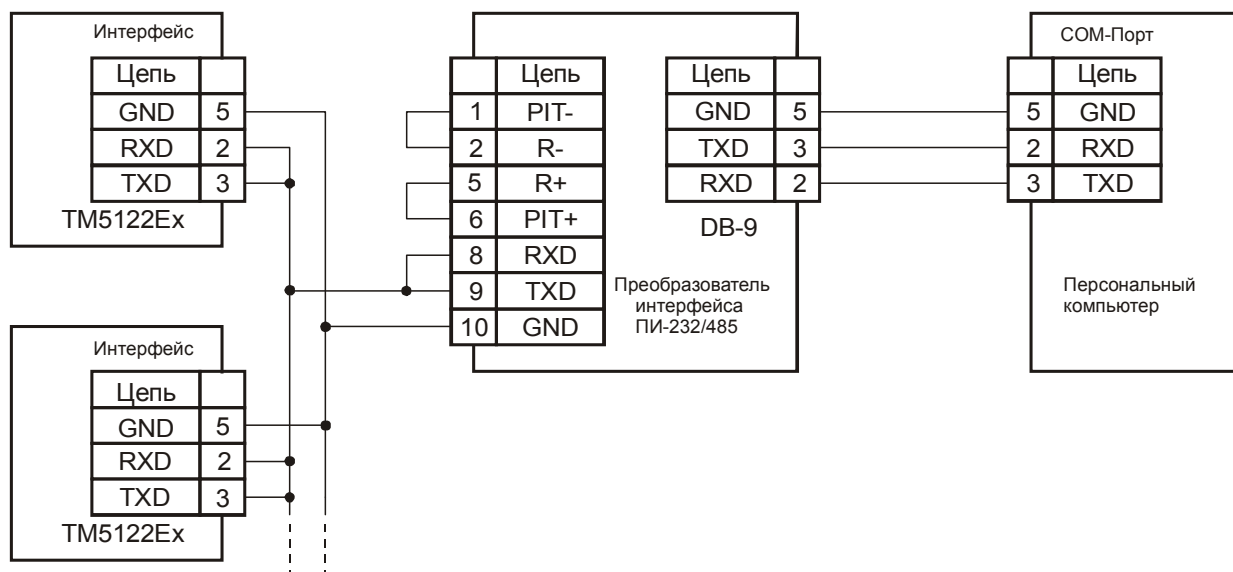 Интерфейс
Цепь
GND 5
RXD 2
TXD 3
TM5122Ex
Интерфейс
Цепь
GND 5
RXD 2
TXD 3
TM5122Ex
Цепь
1 PIT-
2 R-
5 R+
6 PIT+
8 RXD
9 TXD
10 GND
Цепь
GND 5
TXD 3
RXD 2
DB-9
Преобразователь
интерфейса
ПИ-232/485
COM-Порт
Цепь
5 GND
2 RXD
3 TXD
Персональный
компьютер